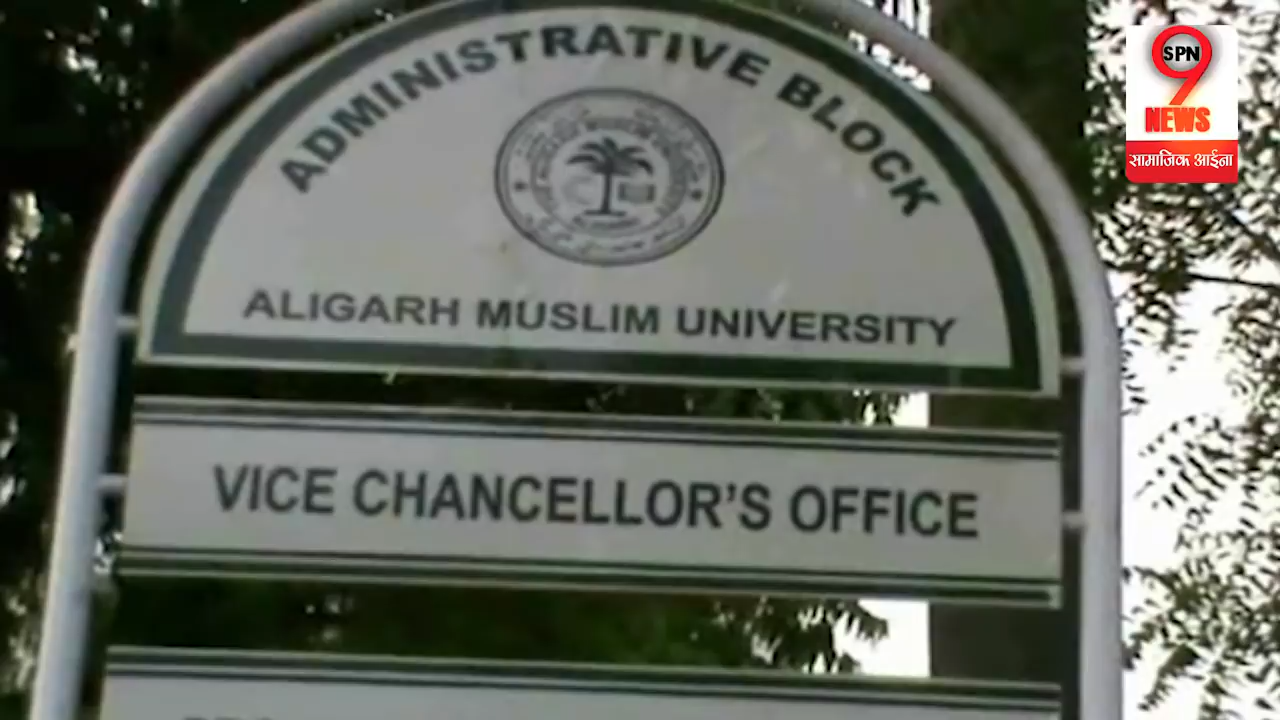 ADMINISTRATIVE BLOCK
ALIGARH MUSLIM UNIVERSITY
VICE CHANCELLOR'S OFFICE
SPN
9
NEWS
सामाजिक आईना